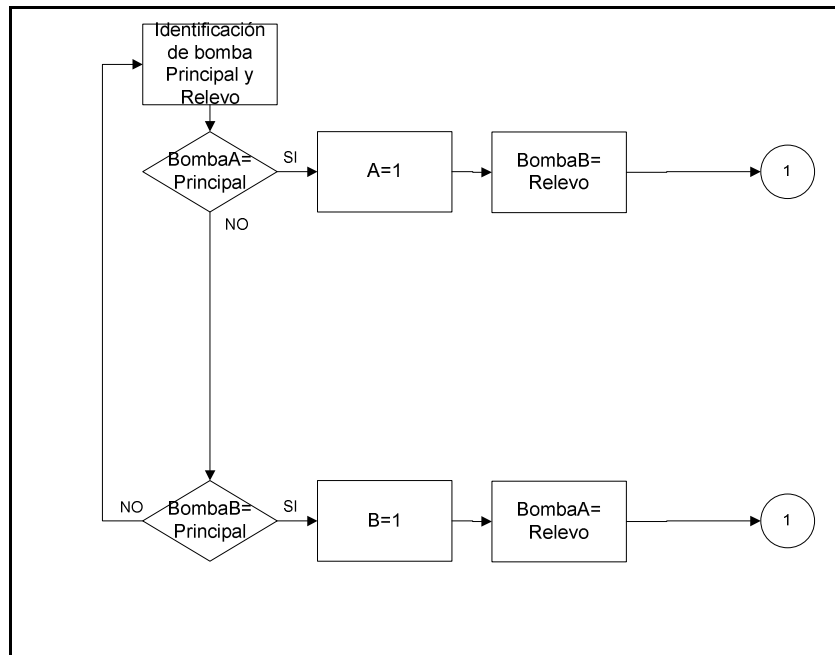 Identificación
de bomba
Principal y
Relevo
BombaA=
Principal
SI
A=1
BombaB=
Relevo
1
NO
BombaB=
Principal
NO
SI
B=1
BombaA=
Relevo
1